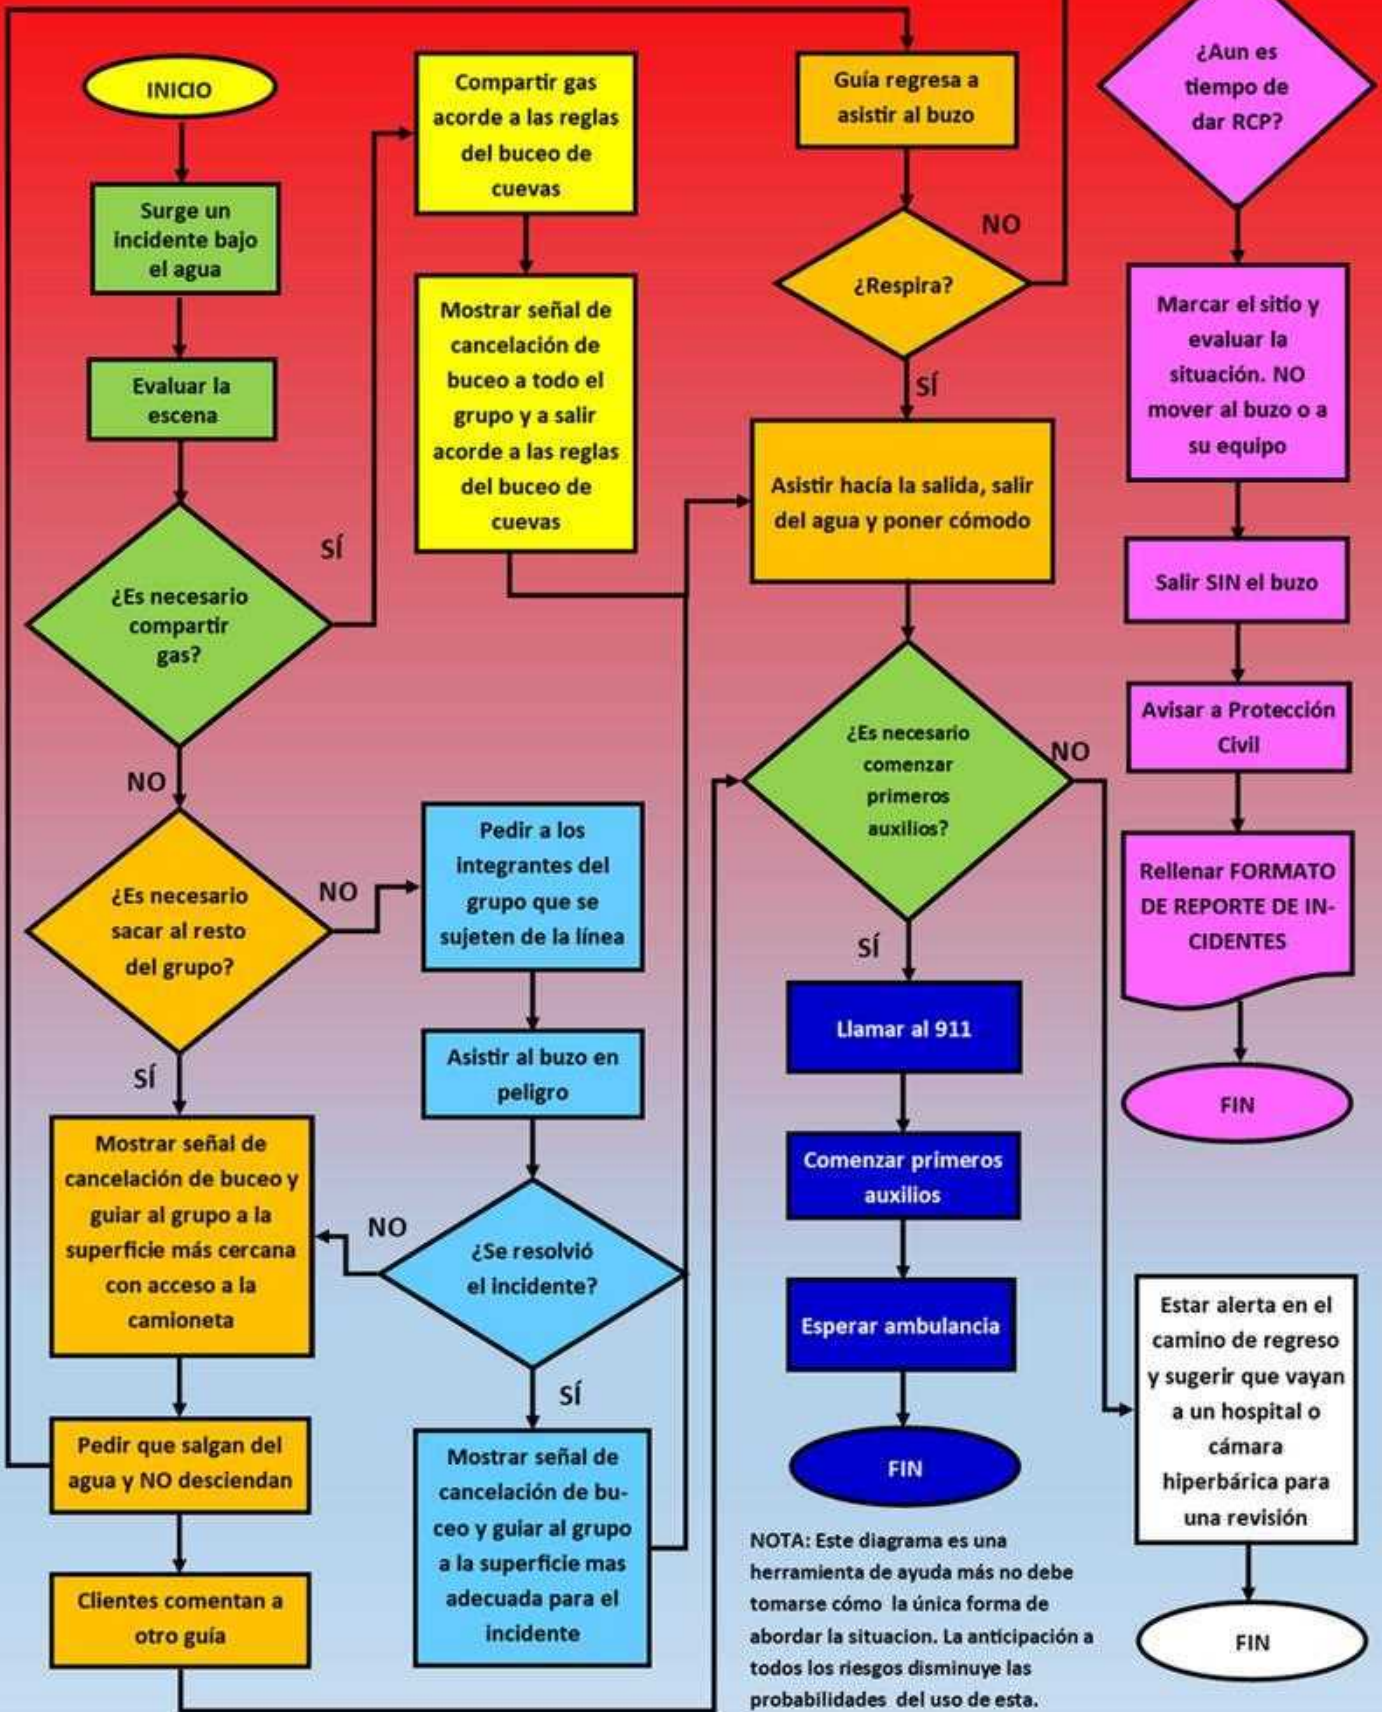 INICIO
Surge un
incidente bajo
el agua
Evaluar la
escena
¿Es necesario
compartir
gas?
SÍ
NO
¿Es necesario
sacar al resto
del grupo?
NO
SÍ
Mostrar señal de
cancelación de buceo y
guiar al grupo a la
superficie más cercana
con acceso a la
camioneta
Pedir que salgan del
agua y NO desciendan
Clientes comentan a
otro guía
Compartir gas
acorde a las reglas
del buceo de
cuevas
Mostrar señal de
cancelación de
buceo a todo el
grupo y a salir
acorde a las reglas
del buceo de
cuevas
Pedir a los
integrantes del
grupo que se
sujeten de la línea
Asistir al buzo en
peligro
¿Se resolvió
el incidente?
NO
SÍ
Mostrar señal de
cancelación de bu-
ceo y guiar al grupo
a la superficie mas
adecuada para el
incidente
Guía regresa a
asistir al buzo
¿Respira?
NO
SÍ
Asistir hacía la salida, salir
del agua y poner cómodo
¿Es necesario
comenzar
primeros
auxilios?
NO
SÍ
Llamar al 911
Comenzar primeros
auxilios
Esperar ambulancia
FIN
NOTA: Este diagrama es una
herramienta de ayuda más no debe
tomarse cómo la única forma de
abordar la situacion. La anticipación a
todos los riesgos disminuye las
probabilidades del uso de esta.
¿Aun es
tiempo de
dar RCP?
Marcar el sitio y
evaluar la
situación. NO
mover al buzo o a
su equipo
Salir SIN el buzo
Avisar a Protección
Civil
Rellenar FORMATO
DE REPORTE DE IN-
CIDENTES
FIN
Estar alerta en el
camino de regreso
y sugerir que vayan
a un hospital o
cámara
hiperbárica para
una revisión
FIN